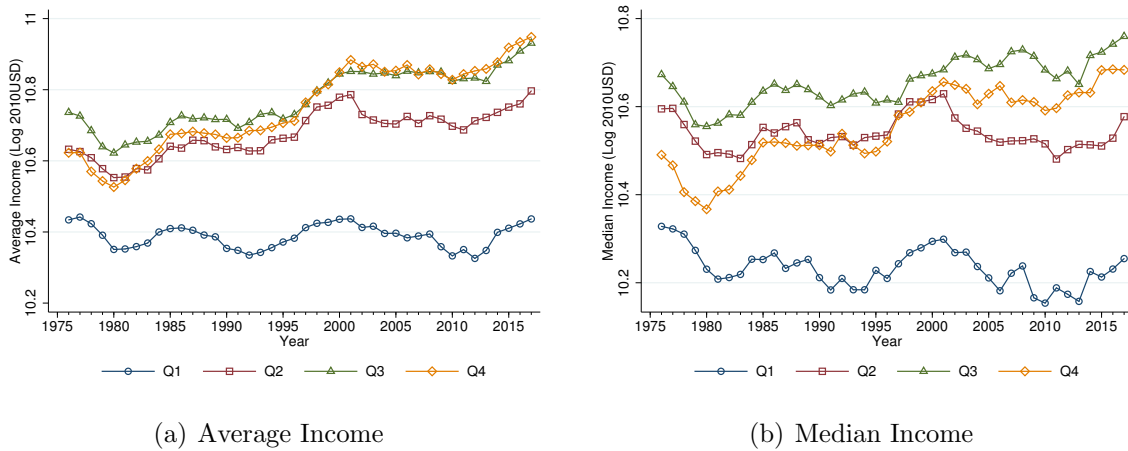 Average Income (Log 2010USD)
11
10.8
10.6
10.4
10.2
1975 1980 1985 1990 1995 2000 2005 2010 2015
Year
Q1 Q2 Q3 Q4
(a) Average Income
Median Income (Log 2010USD)
10.8
10.6
10.4
10.2
1975 1980 1985 1990 1995 2000 2005 2010 2015
Year
Q1 Q2 Q3 Q4
(b) Median Income